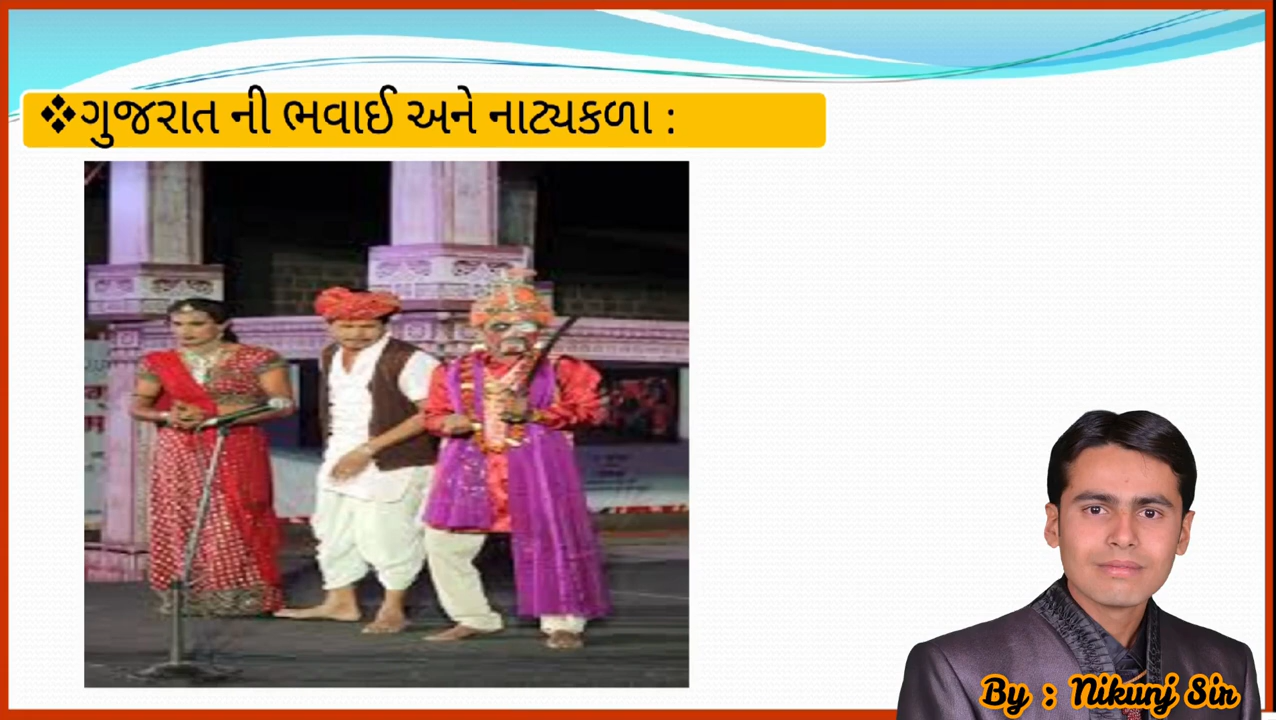 ❖ગુજરાત ની ભવાઈ અને નાટ્યકળા :
By : Nikunj Sir